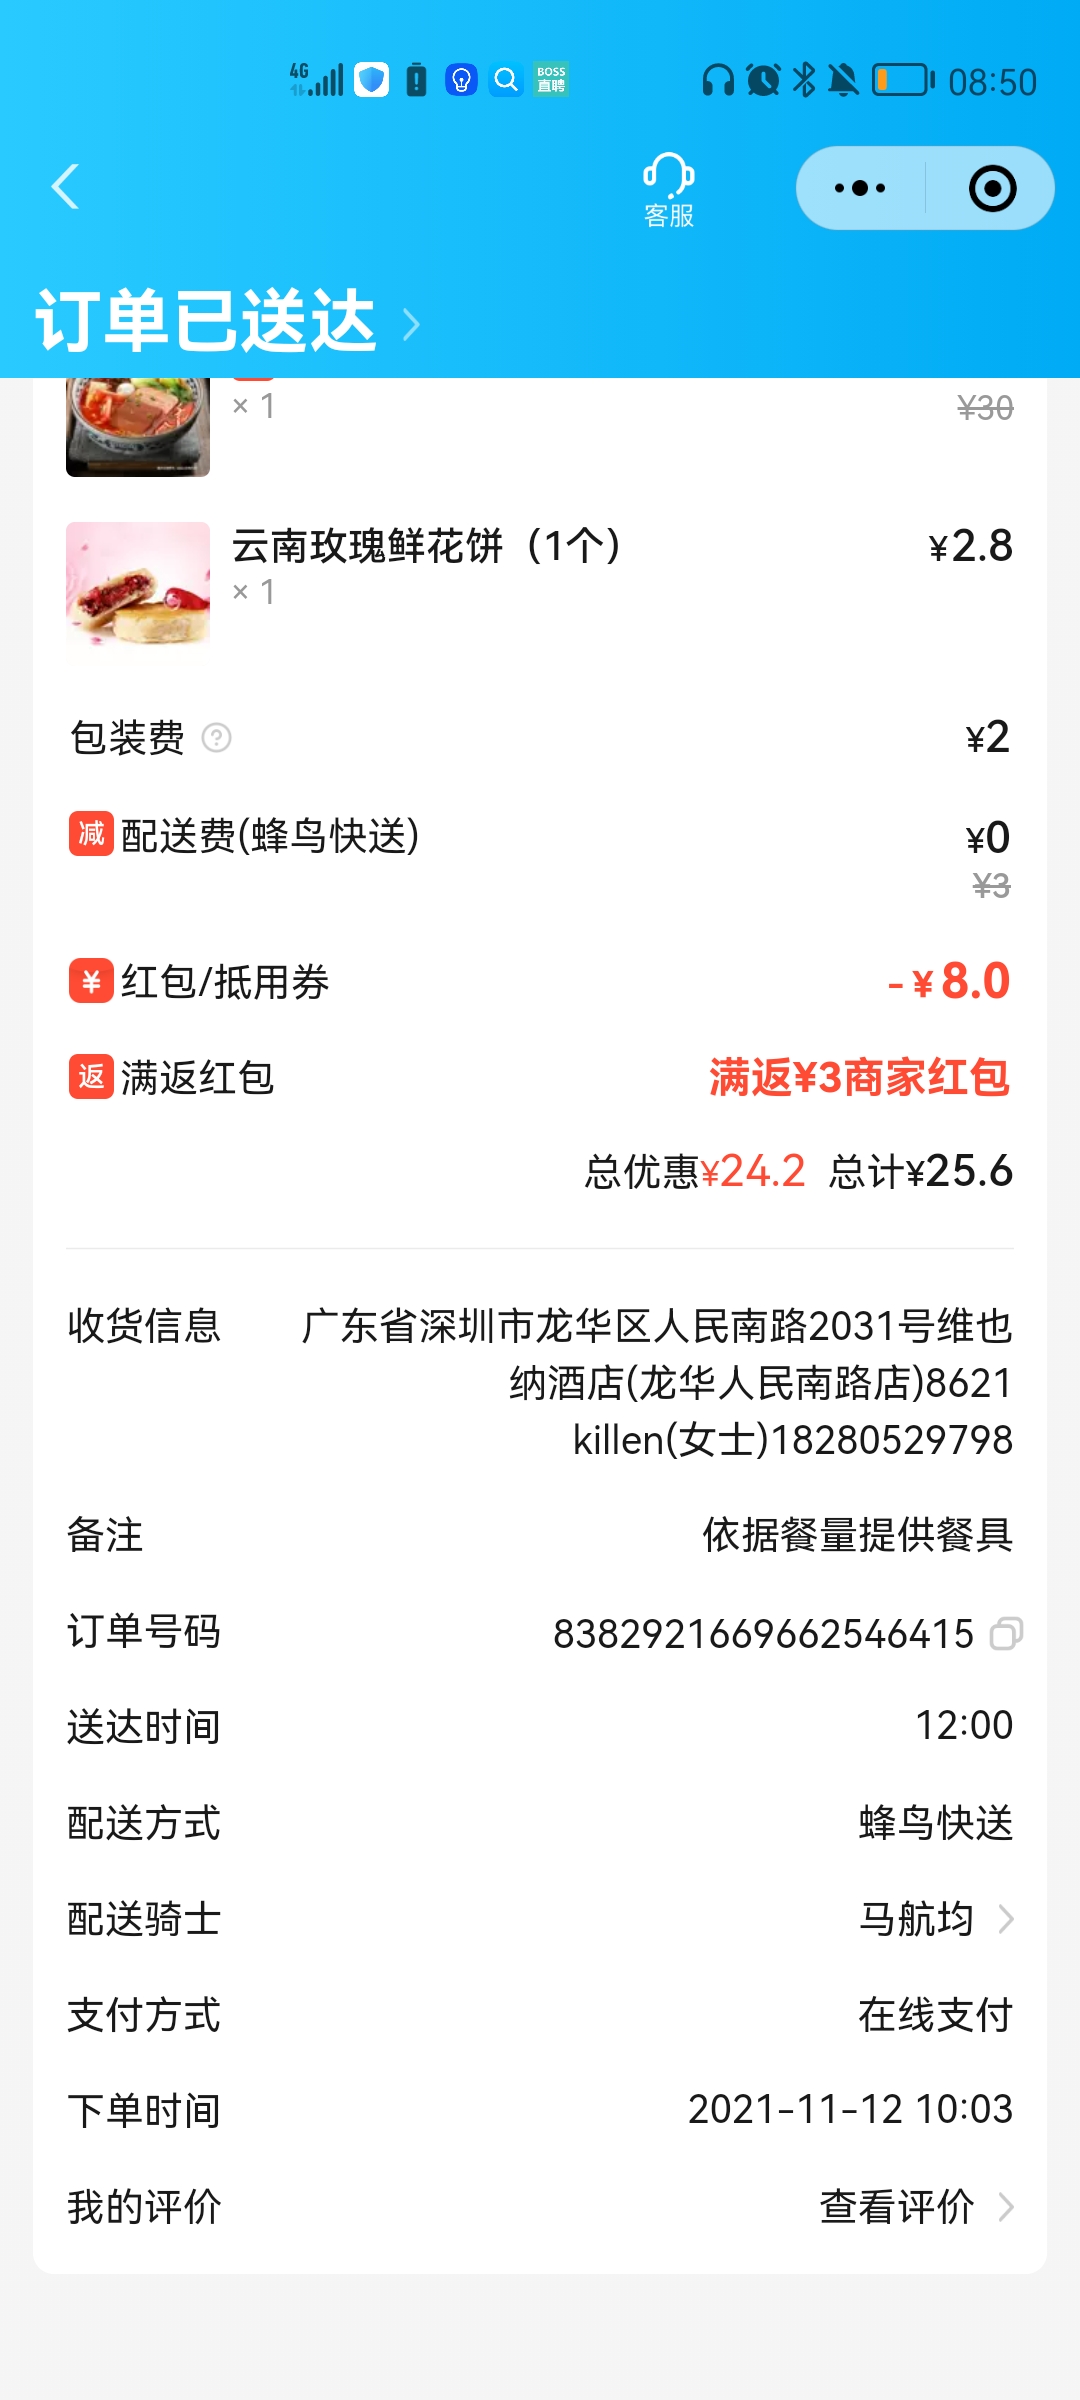 4G
BOSS
直聘
08:50
客服
订单已送达
× 1
¥30
云南玫瑰鲜花饼（1个）
¥2.8
× 1
包装费 ?
¥2
减 配送费(蜂鸟快送)
¥0
¥3
¥ 红包/抵用券
-¥8.0
返 满返红包
满返¥3商家红包
总优惠¥24.2 总计¥25.6
收货信息 广东省深圳市龙华区人民南路2031号维也
纳酒店(龙华人民南路店)8621
killen(女士)18280529798
备注 依据餐量提供餐具
订单号码 8382921669662546415
送达时间 12:00
配送方式 蜂鸟快送
配送骑士 马航均
支付方式 在线支付
下单时间 2021-11-12 10:03
我的评价 查看评价